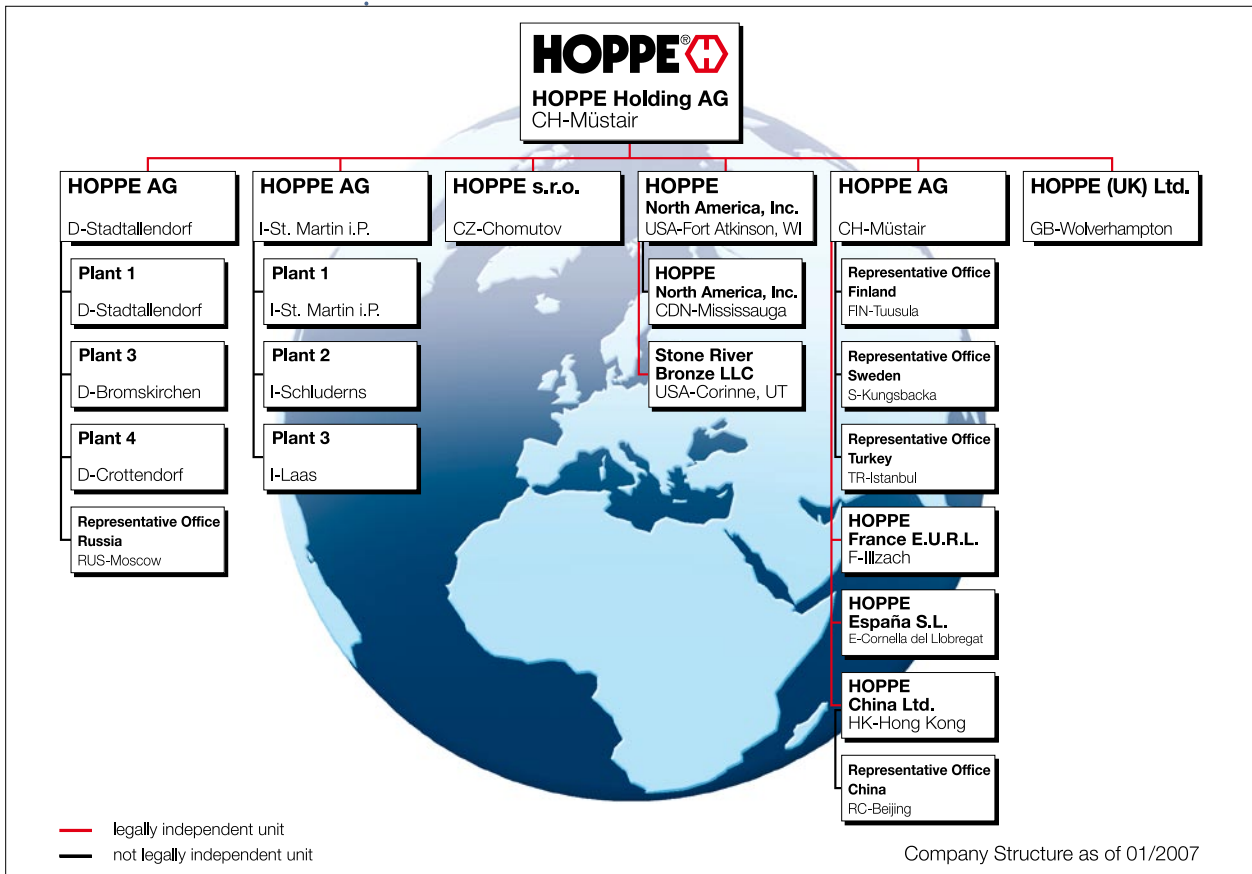 HOPPE®
HOPPE Holding AG
CH-Müstair
HOPPE AG
D-Stadtallendorf
Plant 1
D-Stadtallendorf
Plant 3
D-Bromskirchen
Plant 4
D-Crottendorf
Representative Office
Russia
RUS-Moscow
HOPPE AG
I-St. Martin i.P.
Plant 1
I-St. Martin i.P.
Plant 2
I-Schluderns
Plant 3
I-Laas
HOPPE s.r.o.
CZ-Chomutov
HOPPE
North America, Inc.
USA-Fort Atkinson, WI
HOPPE
North America, Inc.
CDN-Mississauga
Stone River
Bronze LLC
USA-Corinne, UT
HOPPE AG
CH-Müstair
Representative Office
Finland
FIN-Tuusula
Representative Office
Sweden
S-Kungsbacka
Representative Office
Turkey
TR-Istanbul
HOPPE
France E.U.R.L.
F-Illzach
HOPPE
España S.L.
E-Cornella del Llobregat
HOPPE
China Ltd.
HK-Hong Kong
Representative Office
China
RC-Beijing
HOPPE (UK) Ltd.
GB-Wolverhampton
legally independent unit
not legally independent unit
Company Structure as of 01/2007